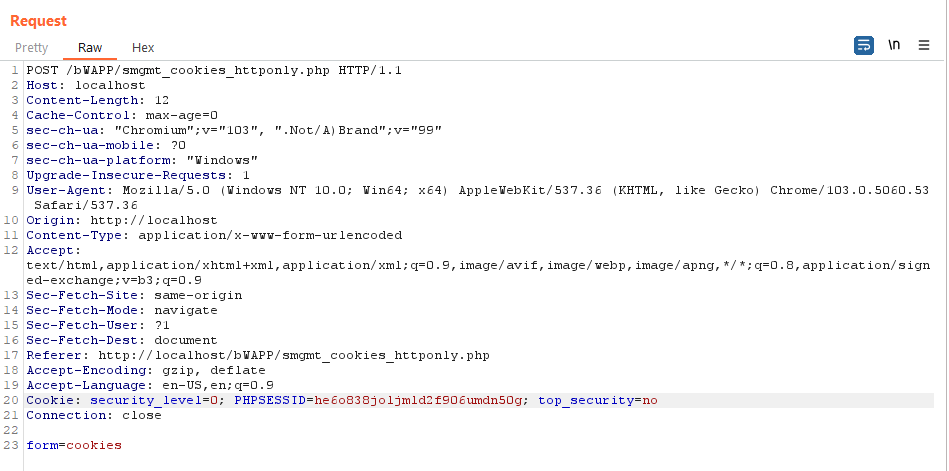 Request
Pretty Raw Hex \n
1 POST /bWAPP/smgmt_cookies_httponly.php HTTP/1.1
2 Host: localhost
3 Content-Length: 12
4 Cache-Control: max-age=0
5 sec-ch-ua: "Chromium";v="103", ".Not/A)Brand";v="99"
6 sec-ch-ua-mobile: ?0
7 sec-ch-ua-platform: "Windows"
8 Upgrade-Insecure-Requests: 1
9 User-Agent: Mozilla/5.0 (Windows NT 10.0; Win64; x64) AppleWebKit/537.36 (KHTML, like Gecko) Chrome/103.0.5060.53
Safari/537.36
10 Origin: http://localhost
11 Content-Type: application/x-www-form-urlencoded
12 Accept:
text/html,application/xhtml+xml,application/xml;q=0.9,image/avif,image/webp,image/apng,*/*;q=0.8,application/sign
ed-exchange;v=b3;q=0.9
13 Sec-Fetch-Site: same-origin
14 Sec-Fetch-Mode: navigate
15 Sec-Fetch-User: ?1
16 Sec-Fetch-Dest: document
17 Referer: http://localhost/bWAPP/smgmt_cookies_httponly.php
18 Accept-Encoding: gzip, deflate
19 Accept-Language: en-US,en;q=0.9
20 Cookie: security_level=0; PHPSESSID=he6o838joljmld2f906umdn50g; top_security=no
21 Connection: close
22
23 form=cookies